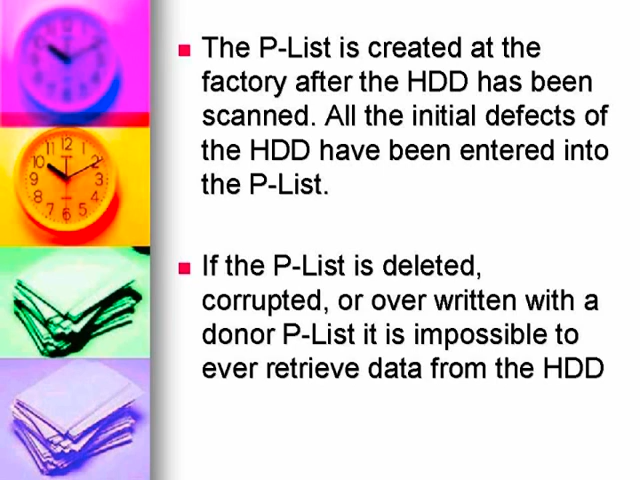 The P-List is created at the
factory after the HDD has been
scanned. All the initial defects of
the HDD have been entered into
the P-List.
If the P-List is deleted,
corrupted, or over written with a
donor P-List it is impossible to
ever retrieve data from the HDD